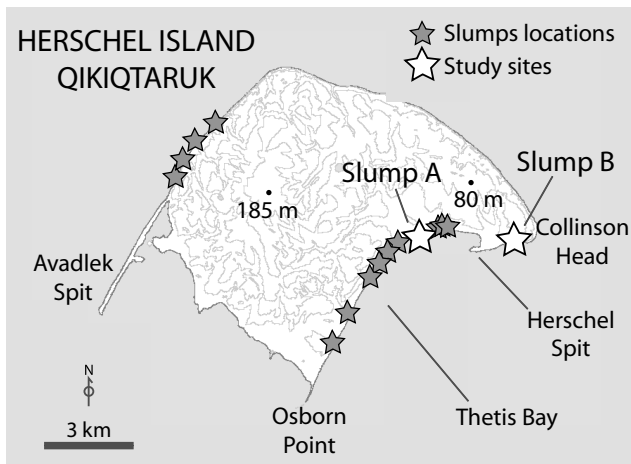 HERSCHEL ISLAND
QIKIQTARUK
Slumps locations
Study sites
Slump A
Slump B
80 m
185 m
Collinson
Head
Avadlek
Spit
Herschel
Spit
N
3 km
Osborn
Point
Thetis Bay